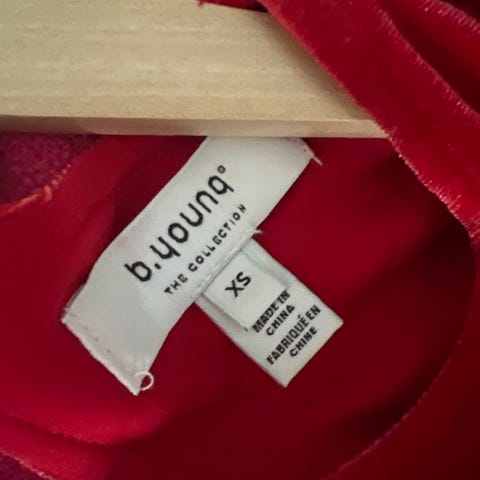 b.young®
THE COLLECTION
XS
MADE IN
CHINA
FABRIQUÉ EN
CHINE